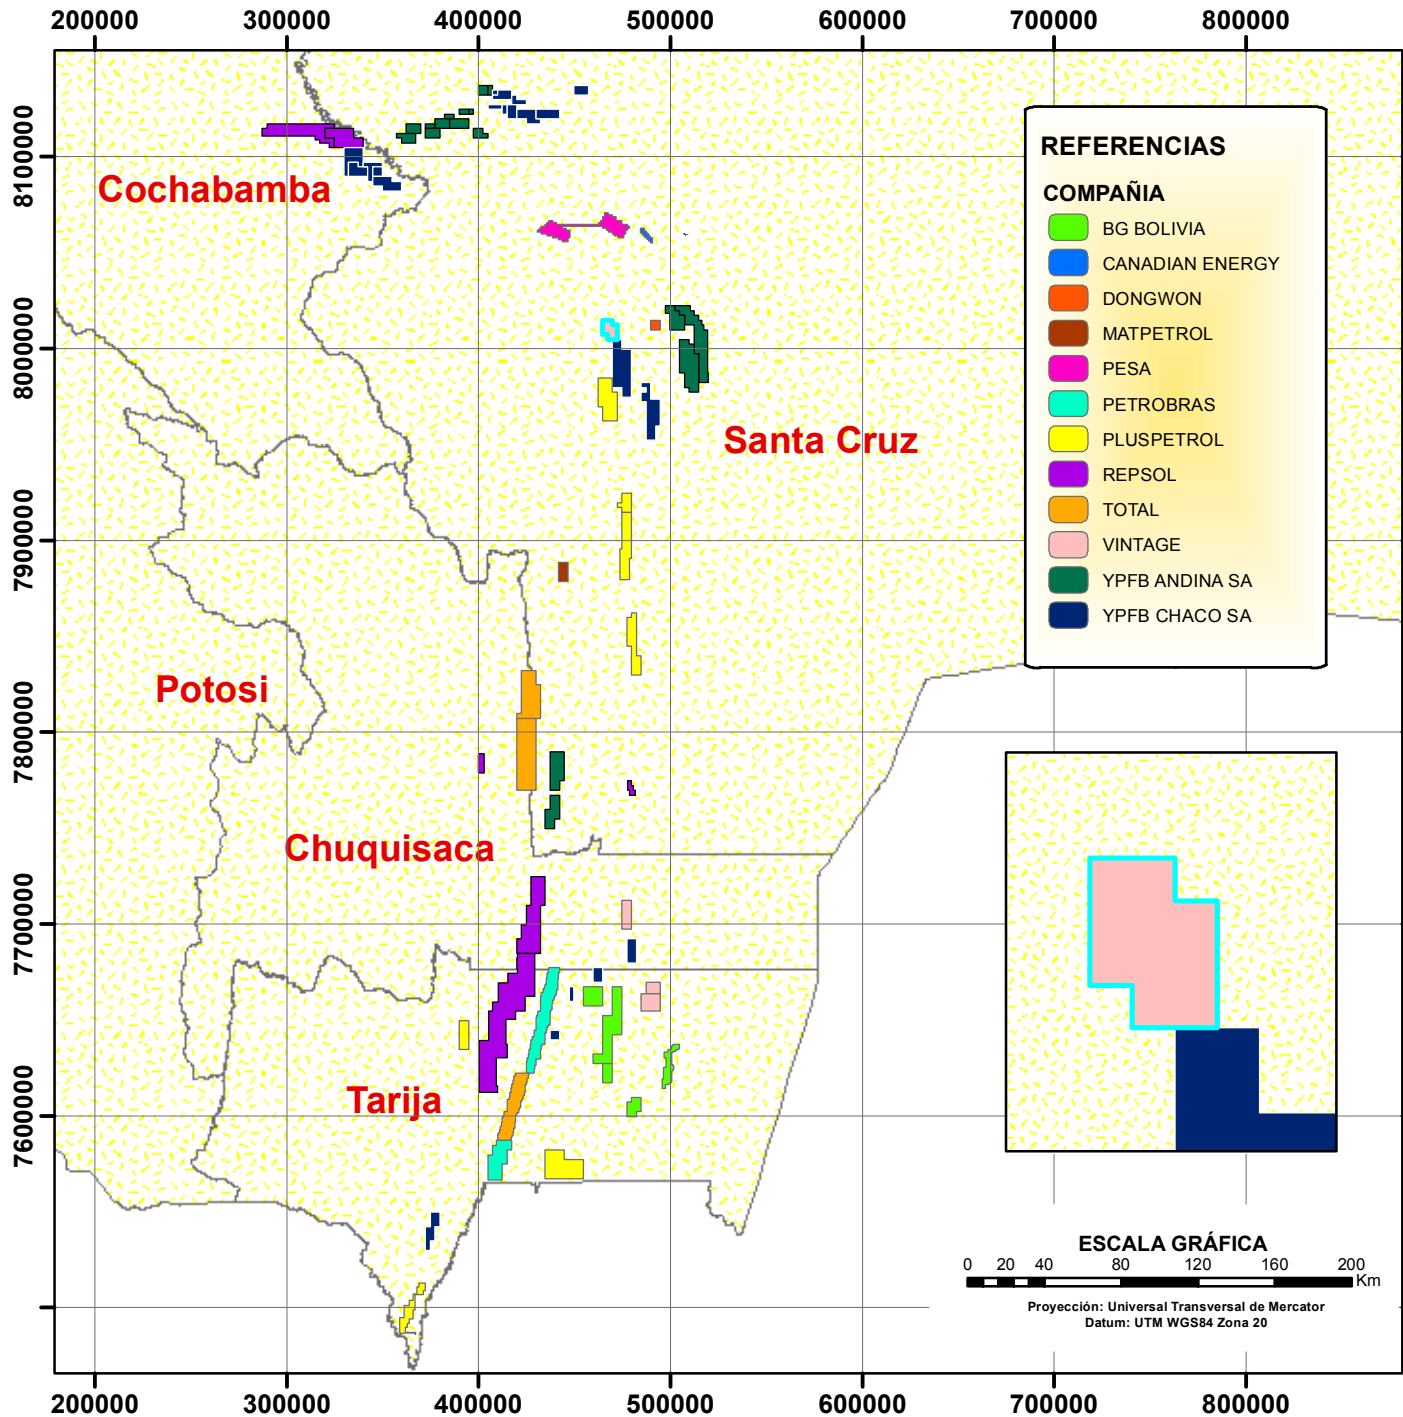 200000 300000 400000 500000 600000 700000 800000
8100000
8000000
7900000
7800000
7700000
7600000
Cochabamba
Santa Cruz
Potosi
Chuquisaca
Tarija
REFERENCIAS
COMPAÑIA
BG BOLIVIA
CANADIAN ENERGY
DONGWON
MATPETROL
PESA
PETROBRAS
PLUSPETROL
REPSOL
TOTAL
VINTAGE
YPFB ANDINA SA
YPFB CHACO SA
ESCALA GRÁFICA
0 20 40 80 120 160 200
Km
Proyección: Universal Transversal de Mercator
Datum: UTM WGS84 Zona 20
200000 300000 400000 500000 600000 700000 800000